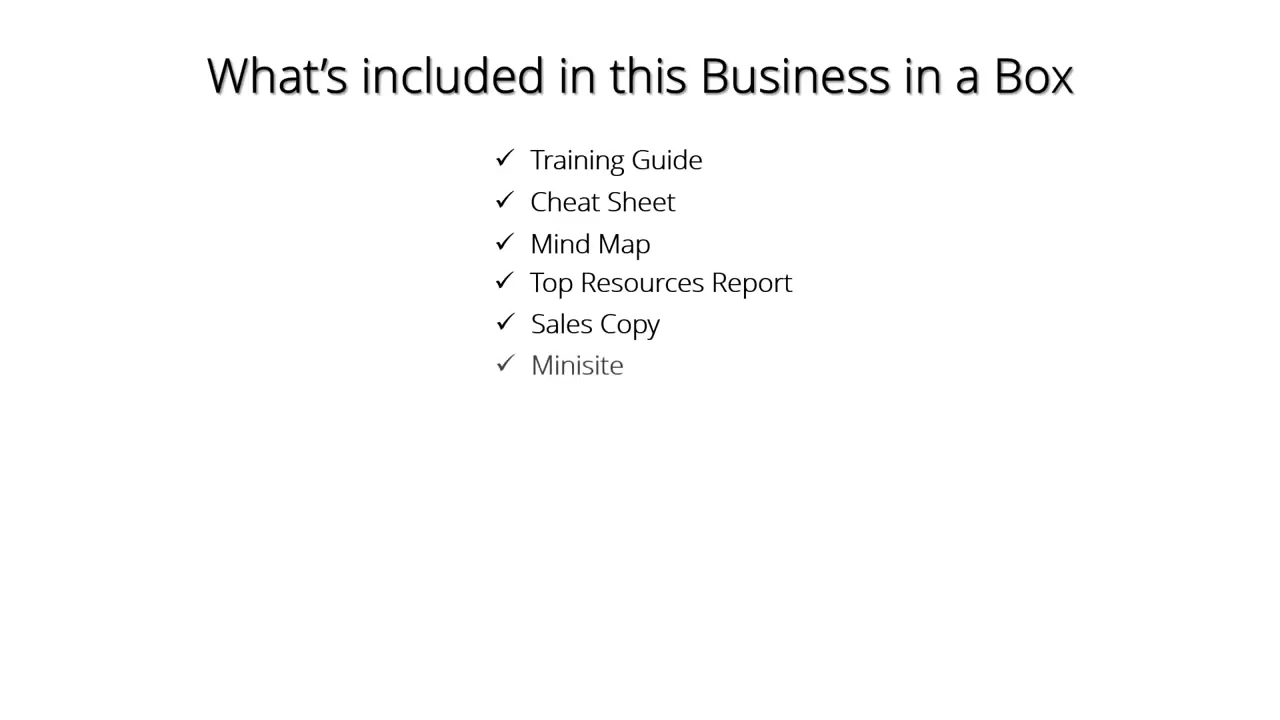 What’s included in this Business in a Box
✓ Training Guide
✓ Cheat Sheet
✓ Mind Map
✓ Top Resources Report
✓ Sales Copy
✓ Minisite